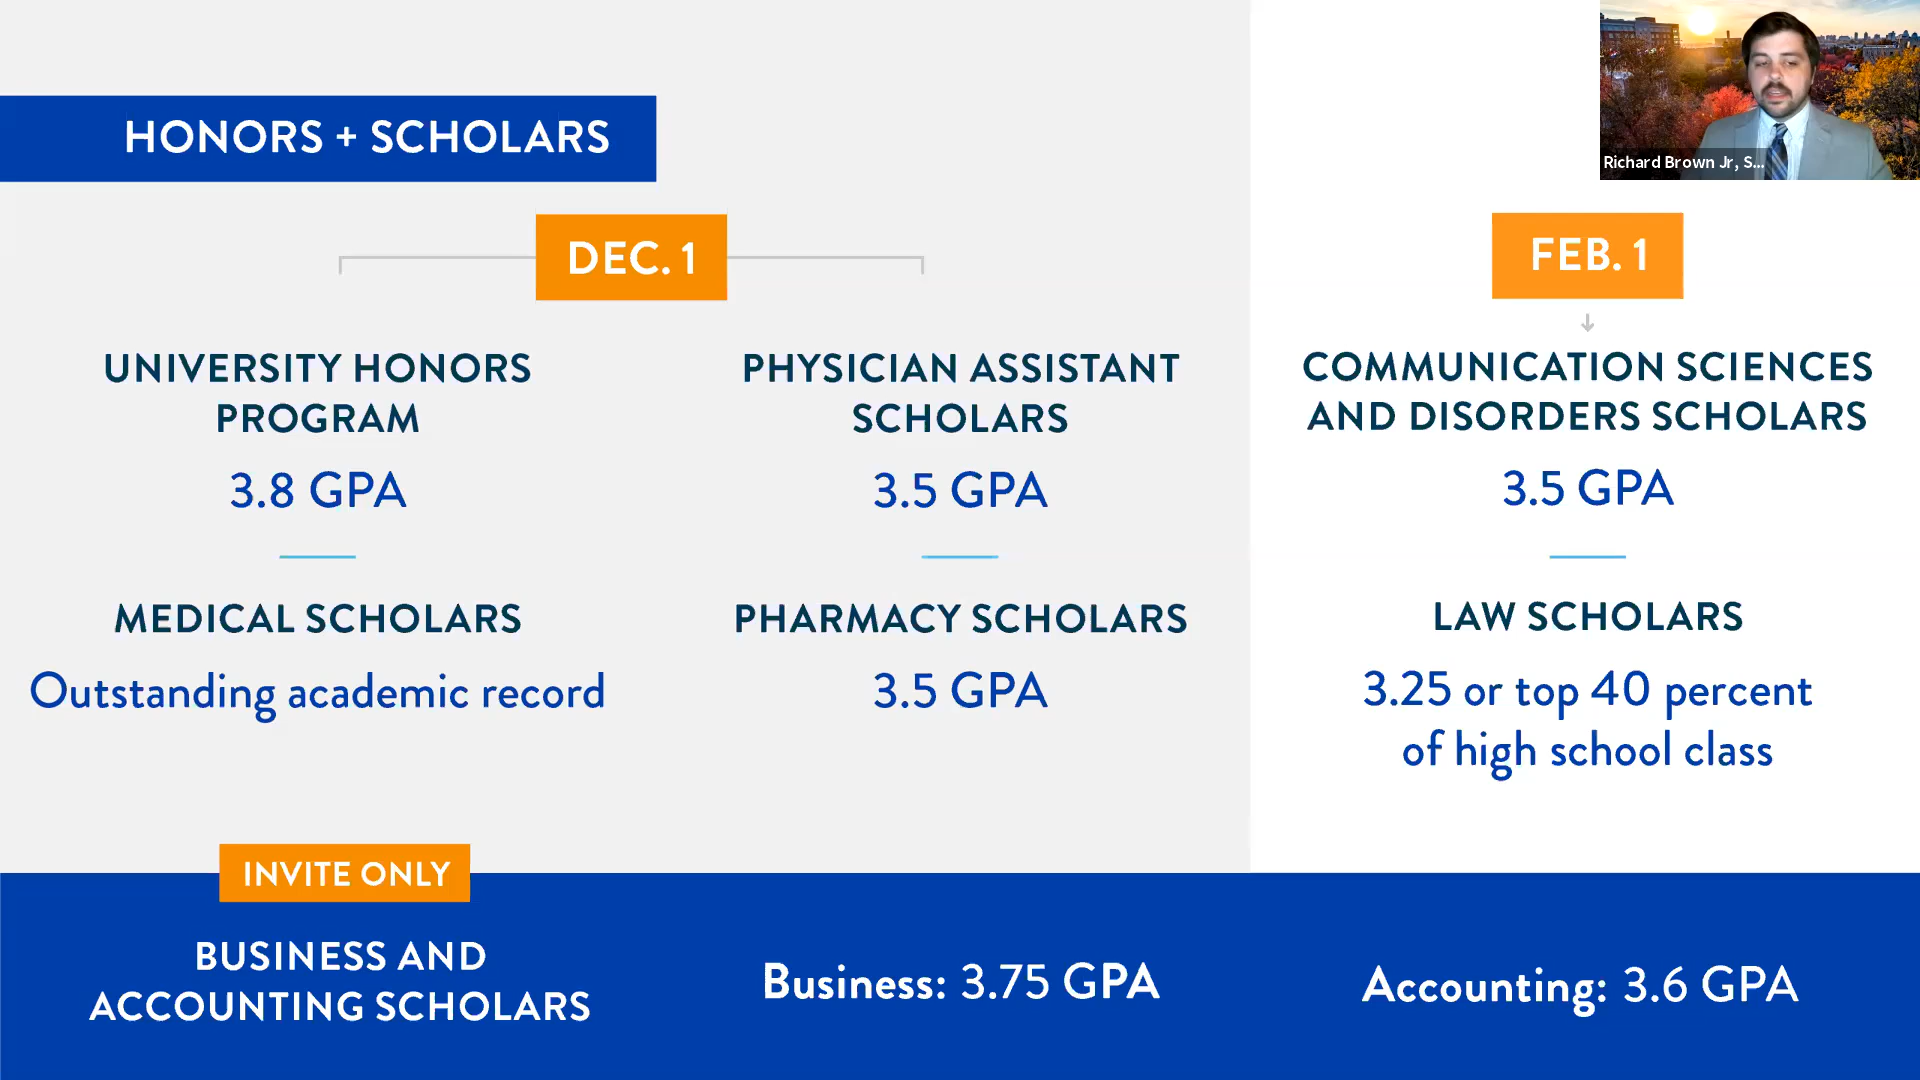 HONORS + SCHOLARS
Richard Brown Jr, S...
DEC. 1
UNIVERSITY HONORS
PROGRAM
3.8 GPA
MEDICAL SCHOLARS
Outstanding academic record
PHYSICIAN ASSISTANT
SCHOLARS
3.5 GPA
PHARMACY SCHOLARS
3.5 GPA
FEB. 1
COMMUNICATION SCIENCES
AND DISORDERS SCHOLARS
3.5 GPA
LAW SCHOLARS
3.25 or top 40 percent
of high school class
INVITE ONLY
BUSINESS AND
ACCOUNTING SCHOLARS
Business: 3.75 GPA
Accounting: 3.6 GPA